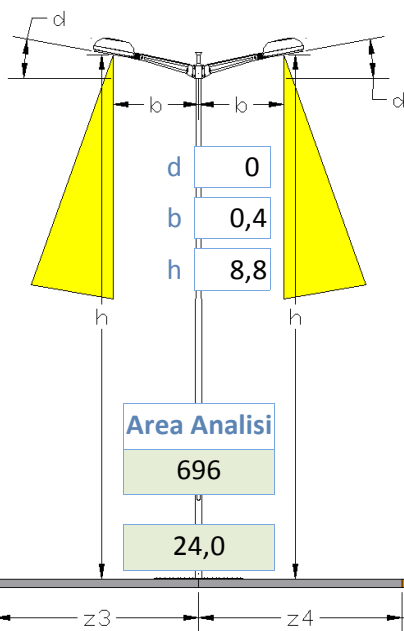 d
d
b b
d 0
b 0,4
h 8,8
h h
Area Analisi
696
24,0
z3 z4